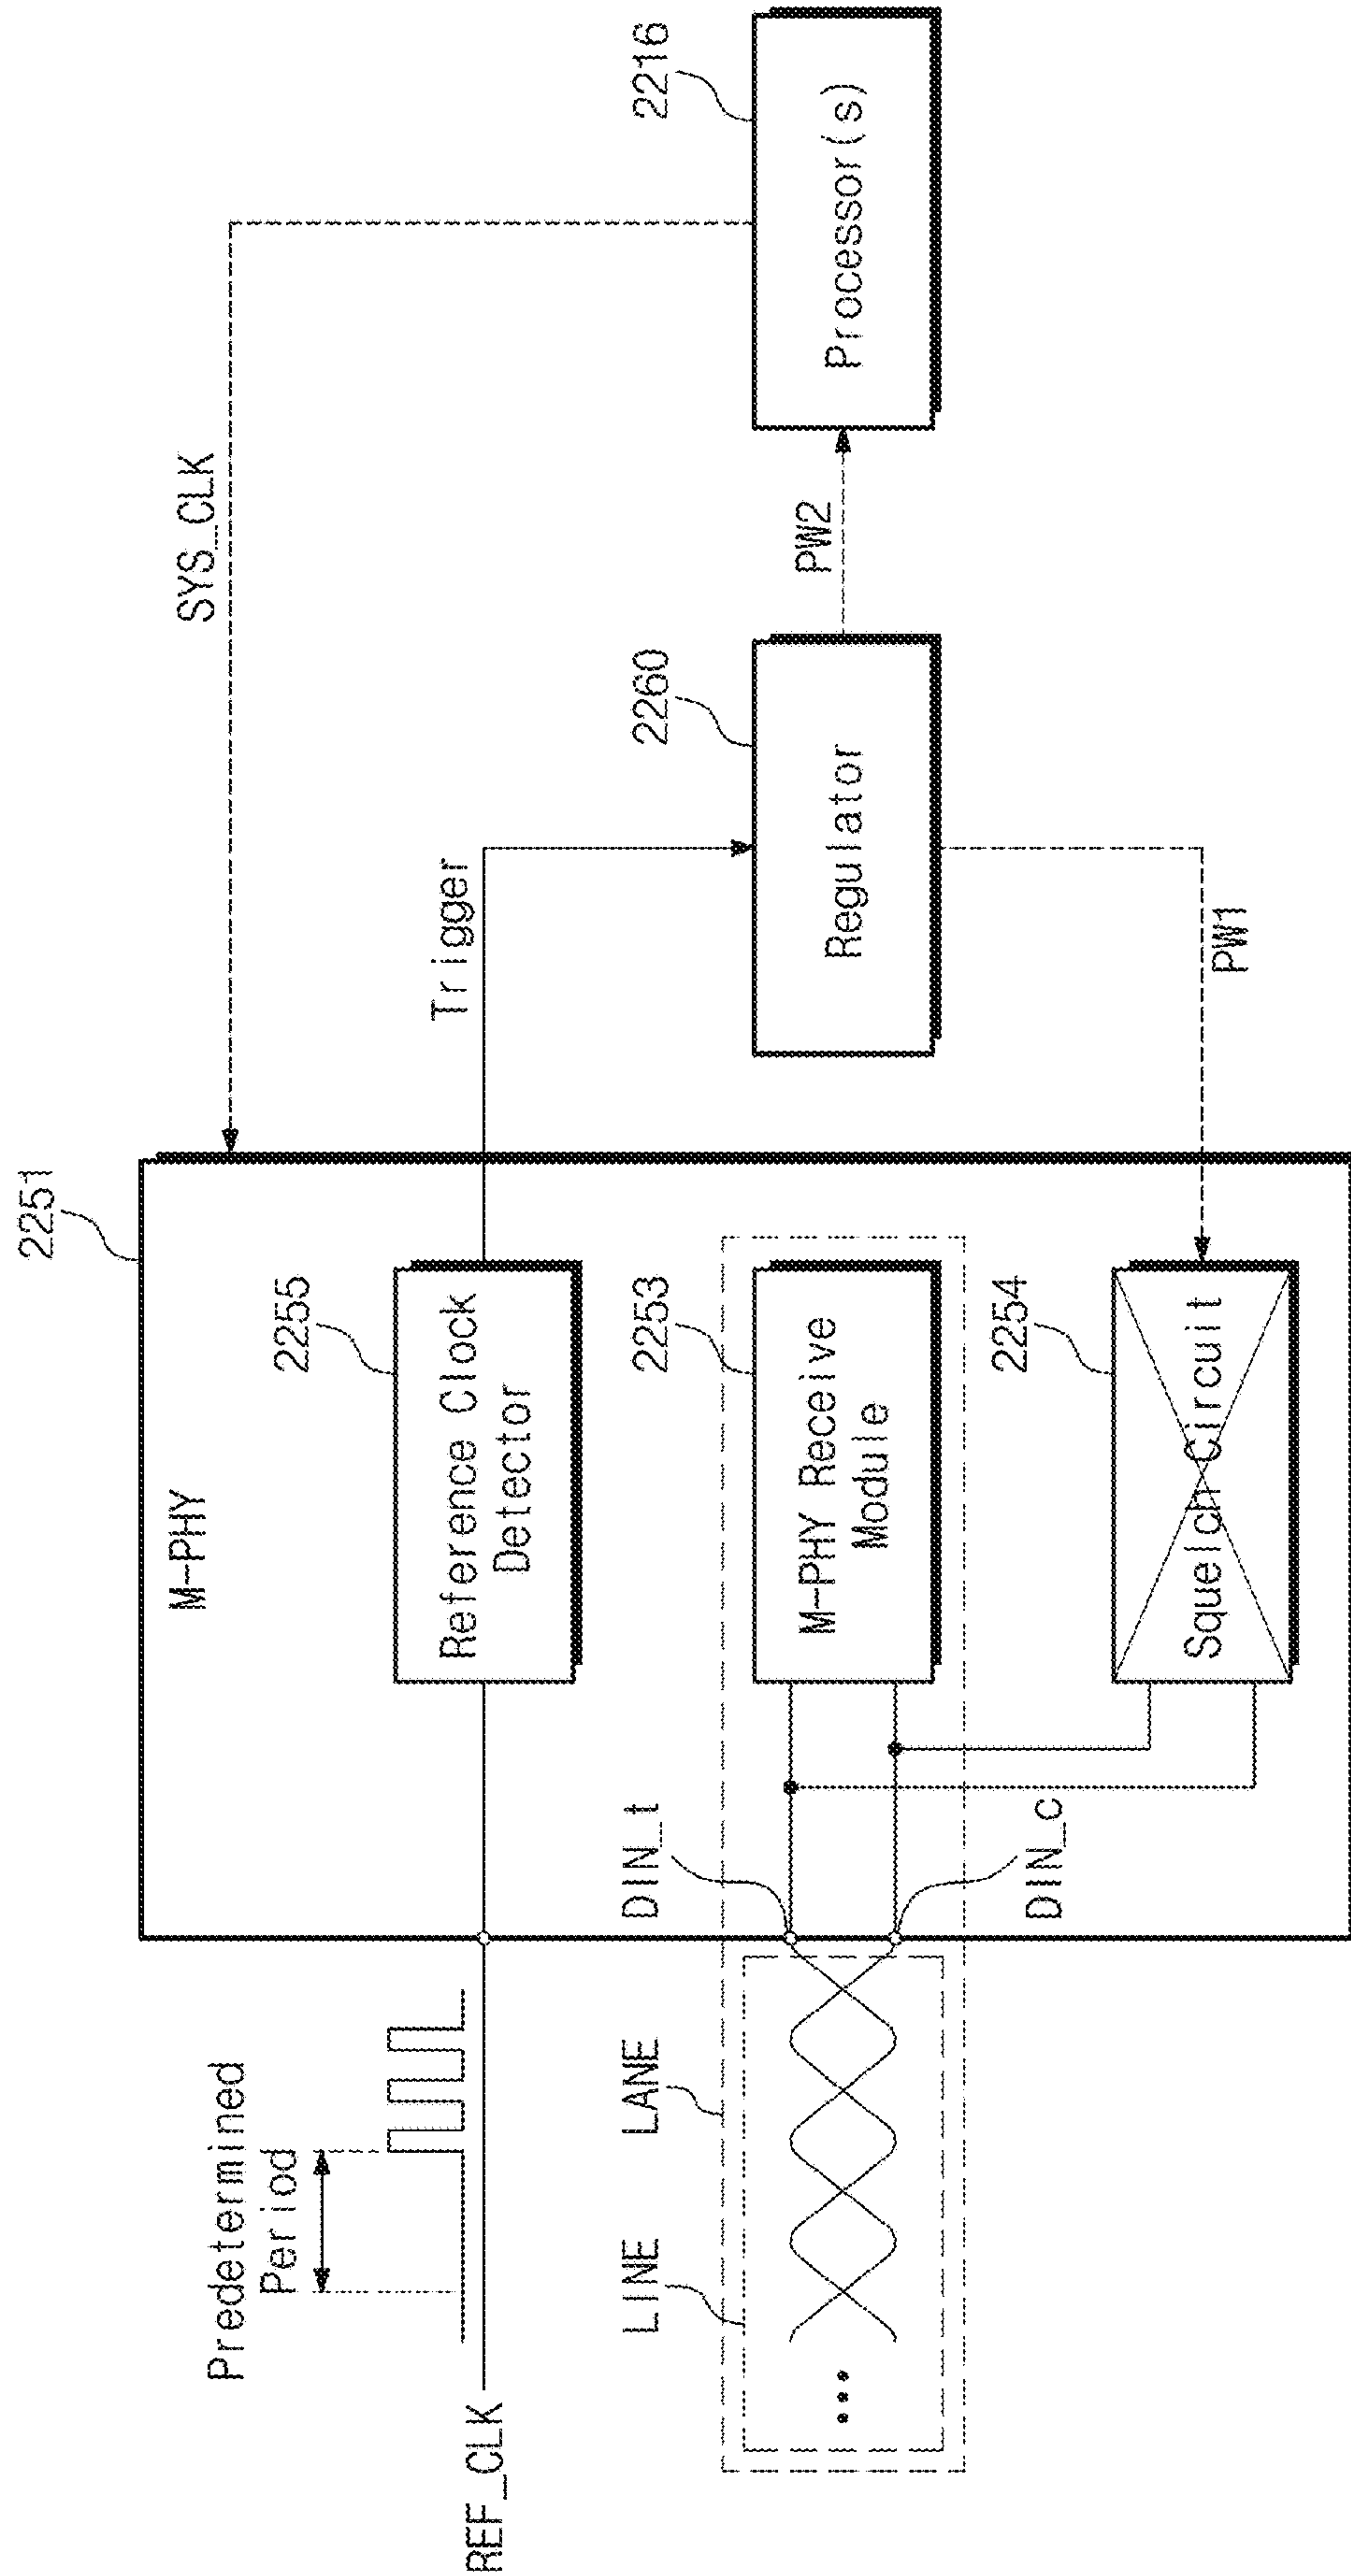 2251
M-PHY
SYS_CLK
Predetermined
Period
REF_CLK
2255
Reference Clock
Detector
Trigger
LINE
LANE
DIN_t
DIN_c
2253
M-PHY Receive
Module
2254
Squelch Circuit
2260
Regulator
PW1
PW2
2216
Processor(s)